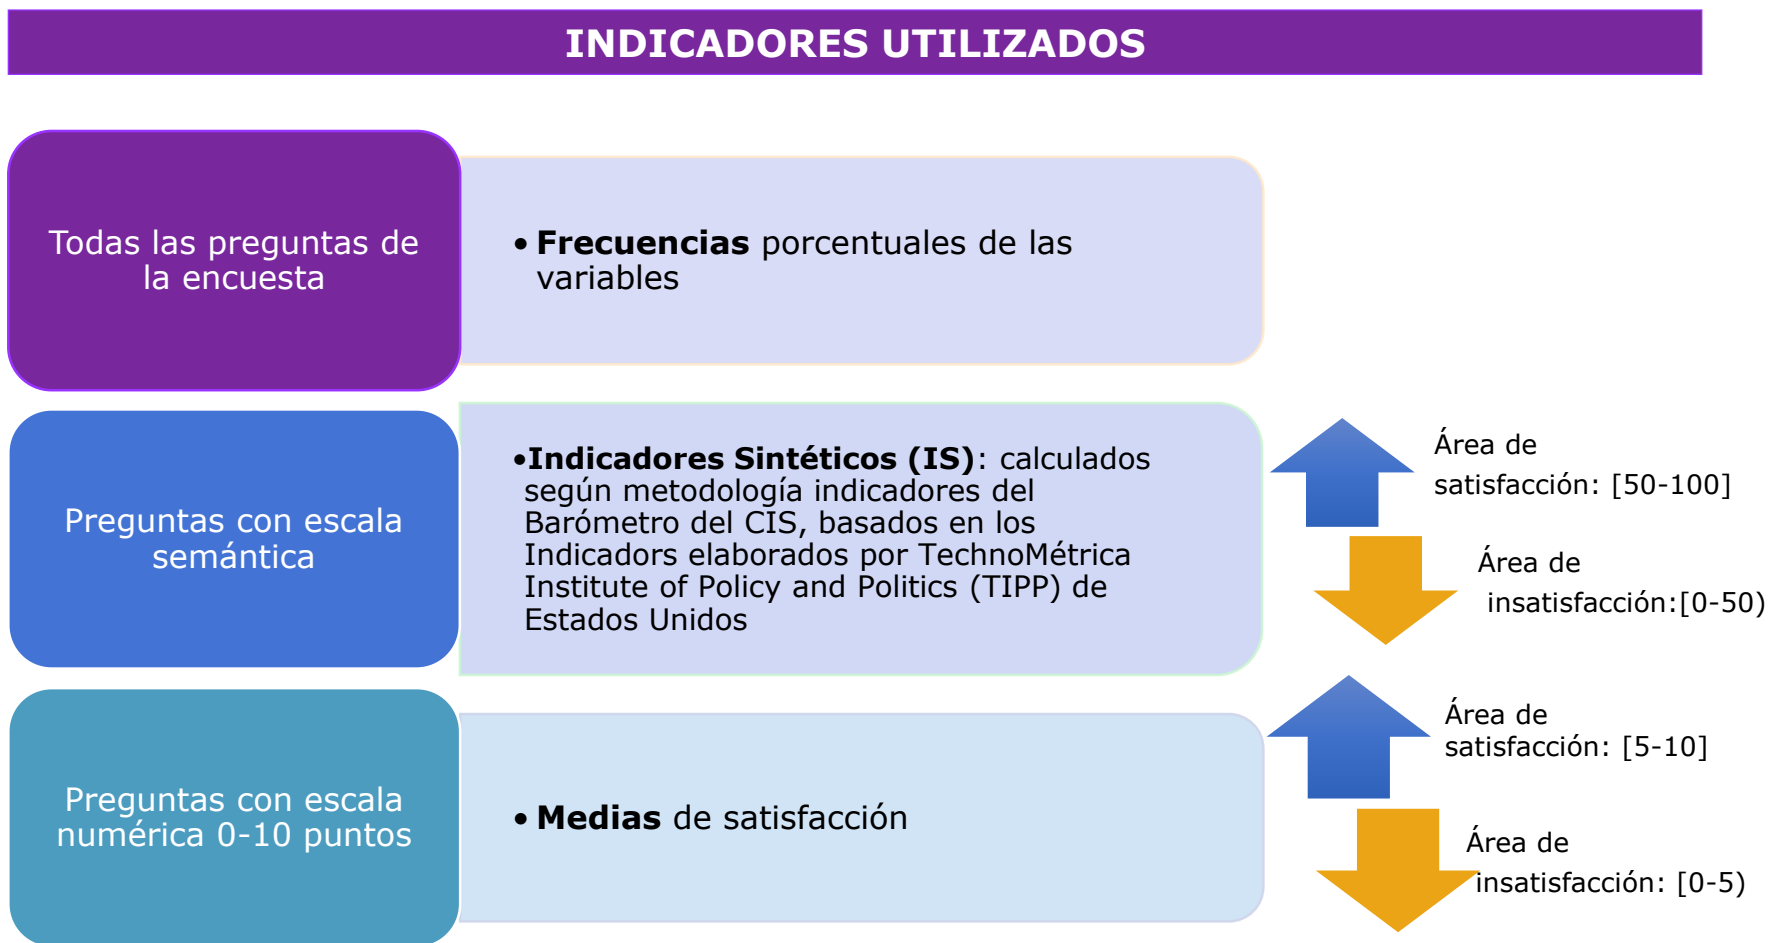 INDICADORES UTILIZADOS
Todas las preguntas de
la encuesta
• Frecuencias porcentuales de las
variables
Preguntas con escala
semántica
•Indicadores Sintéticos (IS): calculados
según metodología indicadores del
Barómetro del CIS, basados en los
Indicadors elaborados por TechnoMétrica
Institute of Policy and Politics (TIPP) de
Estados Unidos
Área de
satisfacción: [50-100]
Área de
insatisfacción:[0-50)
Preguntas con escala
numérica 0-10 puntos
• Medias de satisfacción
Área de
satisfacción: [5-10]
Área de
insatisfacción: [0-5)